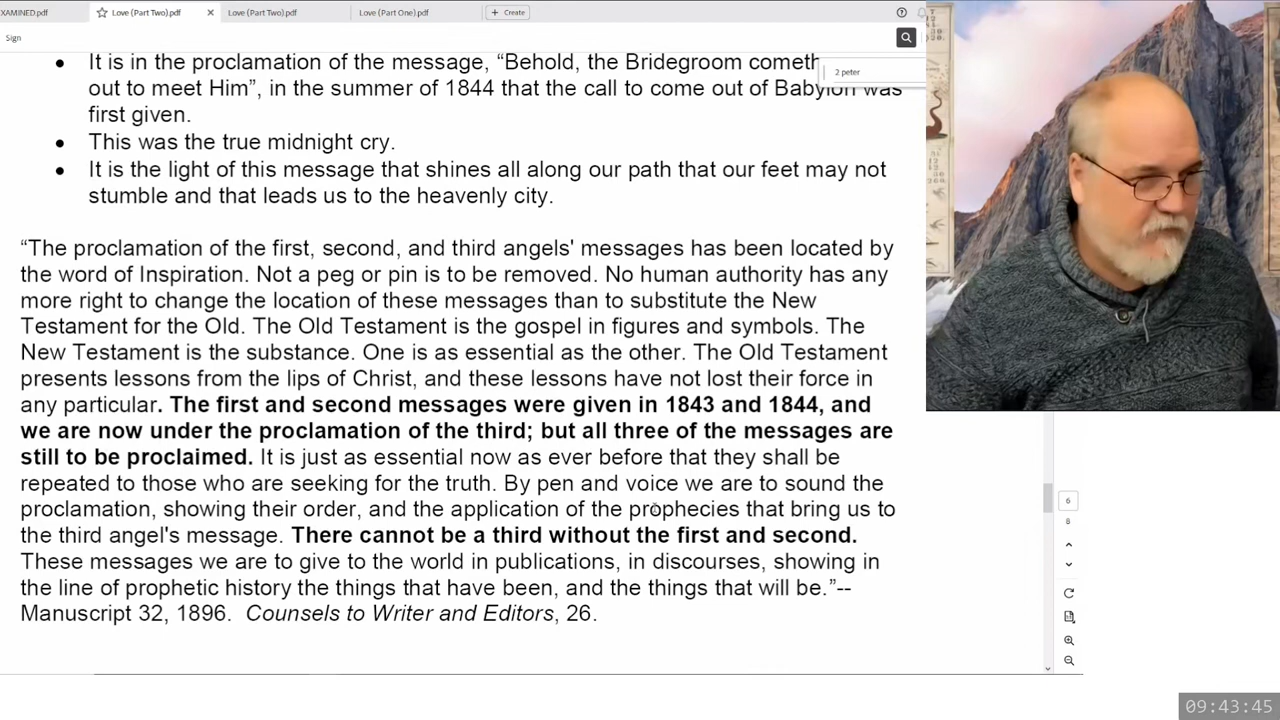 XAMINED.pdf
Love (Part Two).pdf
Love (Part Two).pdf
Love (Part One).pdf
Create
Sign
2 peter
• It is in the proclamation of the message, “Behold, the Bridegroom cometh
out to meet Him”, in the summer of 1844 that the call to come out of Babylon was
first given.
• This was the true midnight cry.
• It is the light of this message that shines all along our path that our feet may not
stumble and that leads us to the heavenly city.
“The proclamation of the first, second, and third angels' messages has been located by
the word of Inspiration. Not a peg or pin is to be removed. No human authority has any
more right to change the location of these messages than to substitute the New
Testament for the Old. The Old Testament is the gospel in figures and symbols. The
New Testament is the substance. One is as essential as the other. The Old Testament
presents lessons from the lips of Christ, and these lessons have not lost their force in
any particular. The first and second messages were given in 1843 and 1844, and
we are now under the proclamation of the third; but all three of the messages are
still to be proclaimed. It is just as essential now as ever before that they shall be
repeated to those who are seeking for the truth. By pen and voice we are to sound the
proclamation, showing their order, and the application of the prophecies that bring us to
the third angel's message. There cannot be a third without the first and second.
These messages we are to give to the world in publications, in discourses, showing in
the line of prophetic history the things that have been, and the things that will be.”--
Manuscript 32, 1896. Counsels to Writer and Editors, 26.
6
8
09:43:45